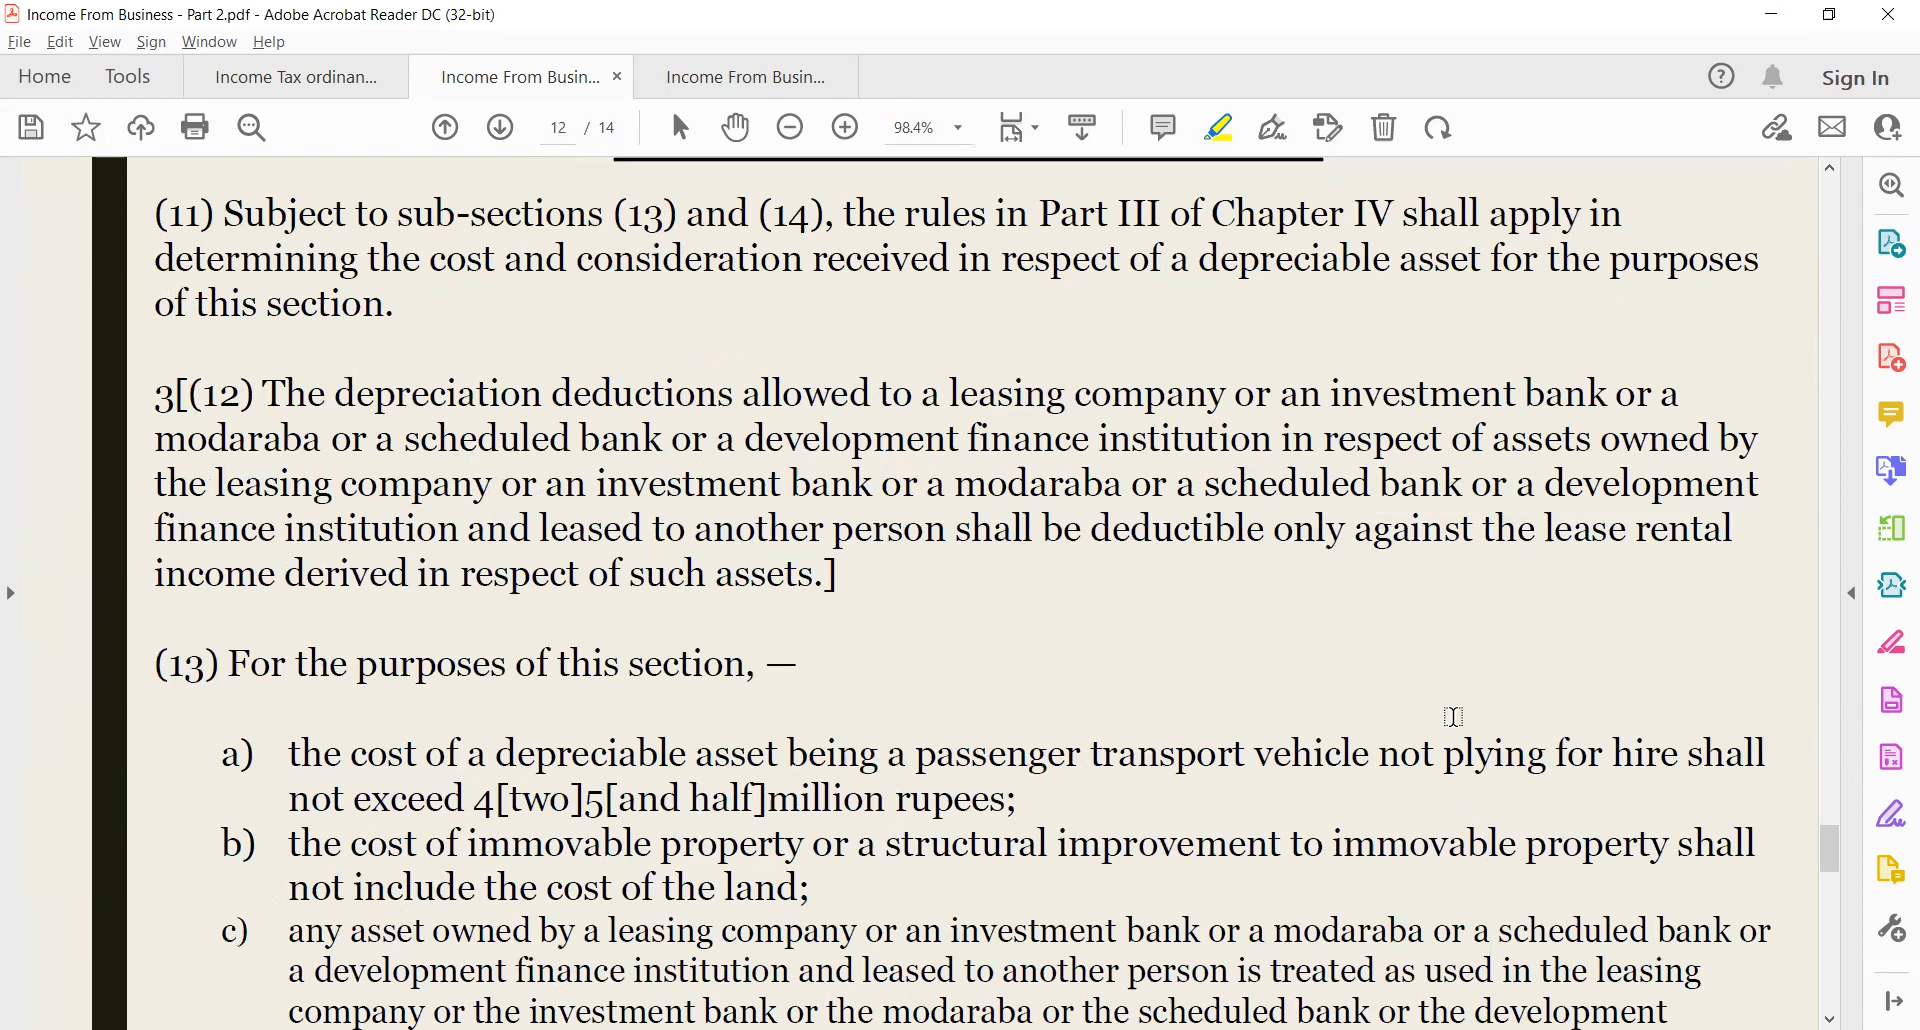 Income From Business - Part 2.pdf - Adobe Acrobat Reader DC (32-bit)
File Edit View Sign Window Help
Home Tools Income Tax ordinan... Income From Busin... × Income From Busin... Sign In
12 / 14 98.4%
(11) Subject to sub-sections (13) and (14), the rules in Part III of Chapter IV shall apply in
determining the cost and consideration received in respect of a depreciable asset for the purposes
of this section.
3[(12) The depreciation deductions allowed to a leasing company or an investment bank or a
modaraba or a scheduled bank or a development finance institution in respect of assets owned by
the leasing company or an investment bank or a modaraba or a scheduled bank or a development
finance institution and leased to another person shall be deductible only against the lease rental
income derived in respect of such assets.]
(13) For the purposes of this section, —
a) the cost of a depreciable asset being a passenger transport vehicle not plying for hire shall
not exceed 4[two]5[and half]million rupees;
b) the cost of immovable property or a structural improvement to immovable property shall
not include the cost of the land;
c) any asset owned by a leasing company or an investment bank or a modaraba or a scheduled bank or
a development finance institution and leased to another person is treated as used in the leasing
company or the investment bank or the modaraba or the scheduled bank or the development